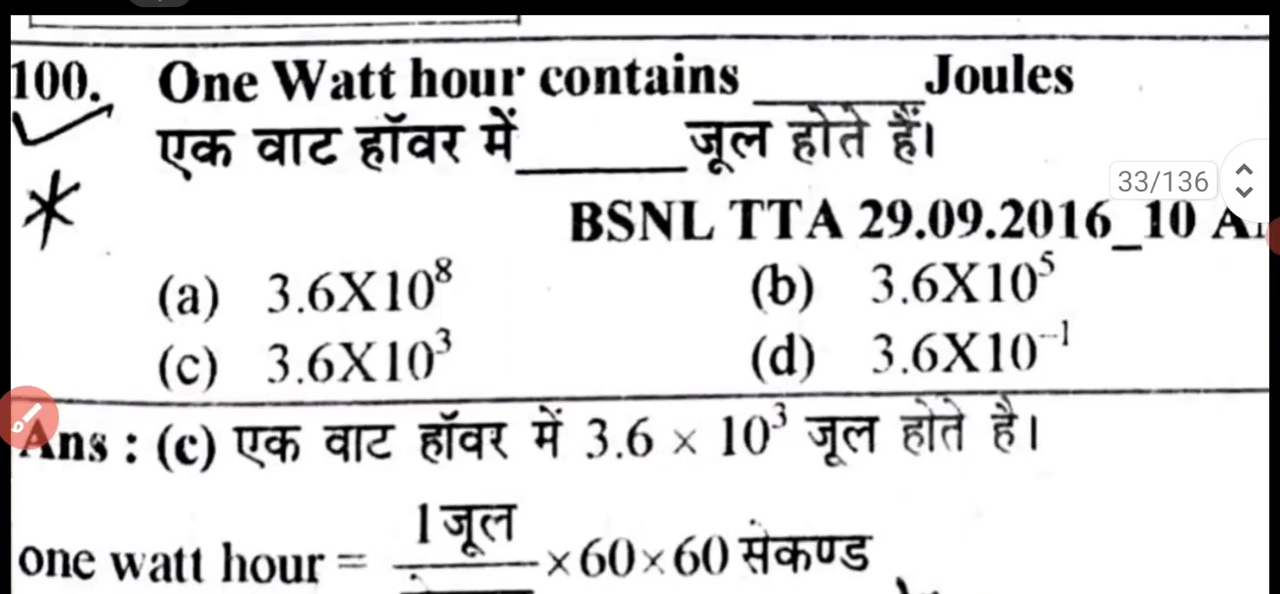 100. One Watt hour contains ______ Joules
एक वाट हॉवर में ______ जूल होते हैं।
33/136
BSNL TTA 29.09.2016_10
(a) 3.6X10⁸ (b) 3.6X10⁵
(c) 3.6X10³ (d) 3.6X10⁻¹
Ans : (c) एक वाट हॉवर में 3.6 × 10³ जूल होते है।
1 जूल
one watt hour = ×60×60 सेकण्ड